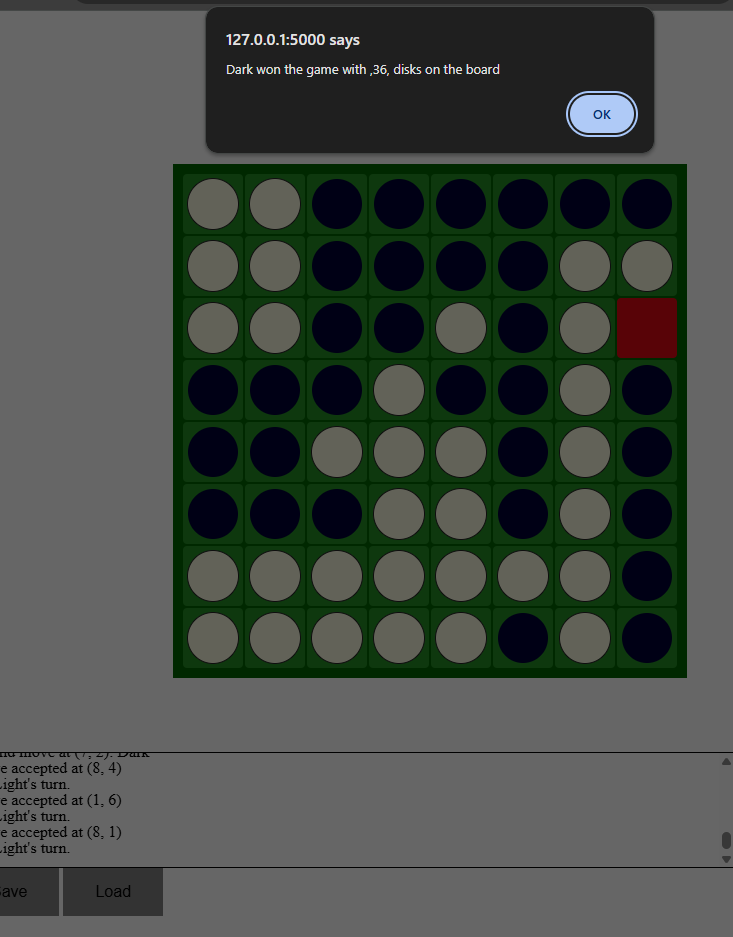 127.0.0.1:5000 says
Dark won the game with ,36, disks on the board
OK
move at (7, 2). Dark
accepted at (8, 4)
Light's turn.
accepted at (1, 6)
Light's turn.
accepted at (8, 1)
Light's turn.
Load